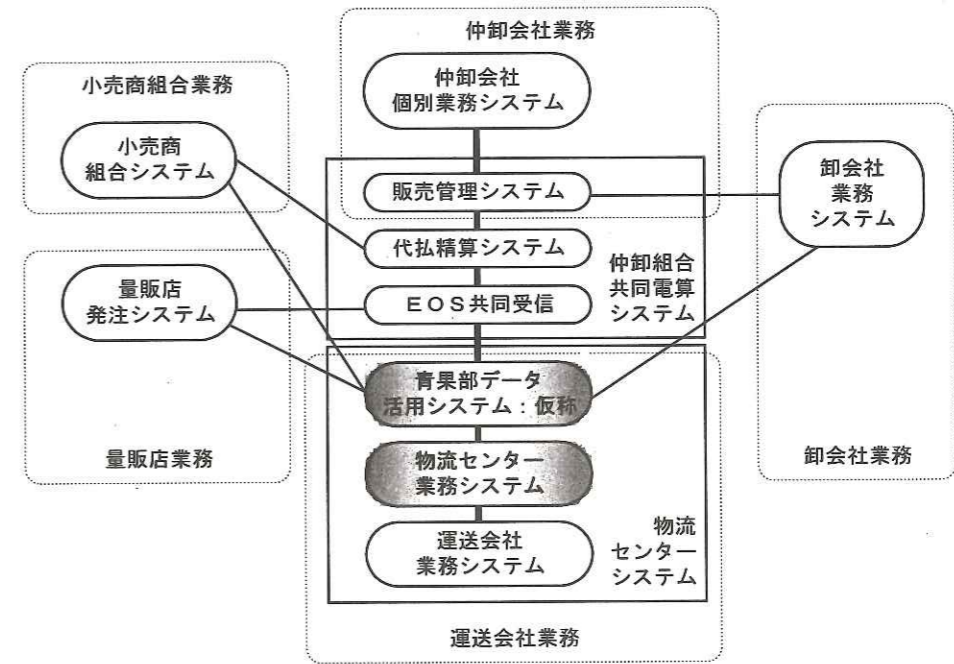 仲卸会社業務
仲卸会社
個別業務システム
小売商組合業務
小売商
組合システム
販売管理システム
卸会社
業務
システム
代払精算システム
仲卸組合
共同電算
システム
量販店
発注システム
EOS共同受信
青果部データ
活用システム：仮称
量販店業務
卸会社業務
物流センター
業務システム
運送会社
業務システム
物流
センター
システム
運送会社業務